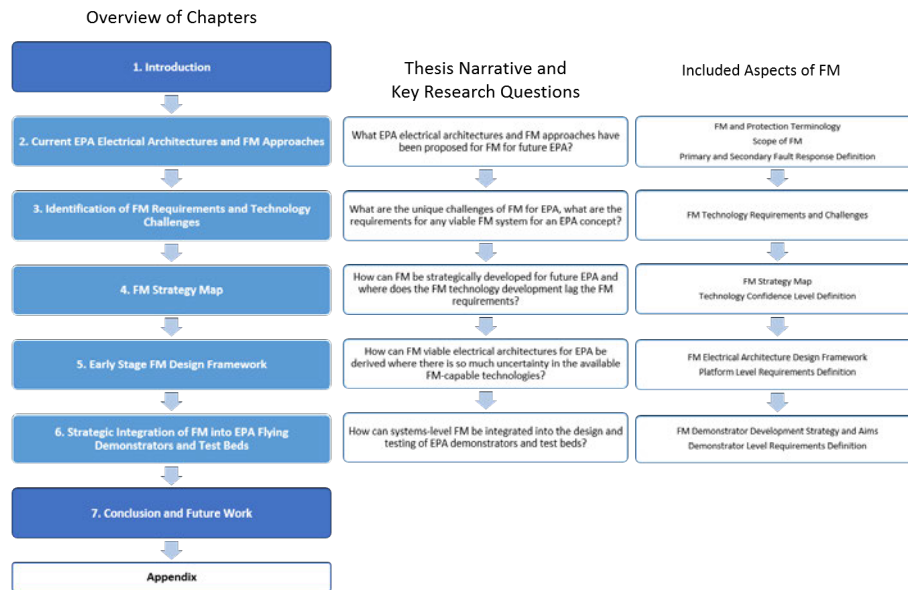 Overview of Chapters
1. Introduction
2. Current EPA Electrical Architectures and FM Approaches
3. Identification of FM Requirements and Technology
Challenges
4. FM Strategy Map
5. Early Stage FM Design Framework
6. Strategic Integration of FM into EPA Flying
Demonstrators and Test Beds
7. Conclusion and Future Work
Appendix
Thesis Narrative and
Key Research Questions
What EPA electrical architectures and FM approaches have
been proposed for FM for future EPA?
What are the unique challenges of FM for EPA, what are the
requirements for any viable FM system for an EPA concept?
How can FM be strategically developed for future EPA and
where does the FM technology development lag the FM
requirements?
How can FM viable electrical architectures for EPA be
derived where there is so much uncertainty in the available
FM-capable technologies?
How can systems-level FM be integrated into the design and
testing of EPA demonstrators and test beds?
Included Aspects of FM
FM and Protection Terminology
Scope of FM
Primary and Secondary Fault Response Definition
FM Technology Requirements and Challenges
FM Strategy Map
Technology Confidence Level Definition
FM Electrical Architecture Design Framework
Platform Level Requirements Definition
FM Demonstrator Development Strategy and Aims
Demonstrator Level Requirements Definition